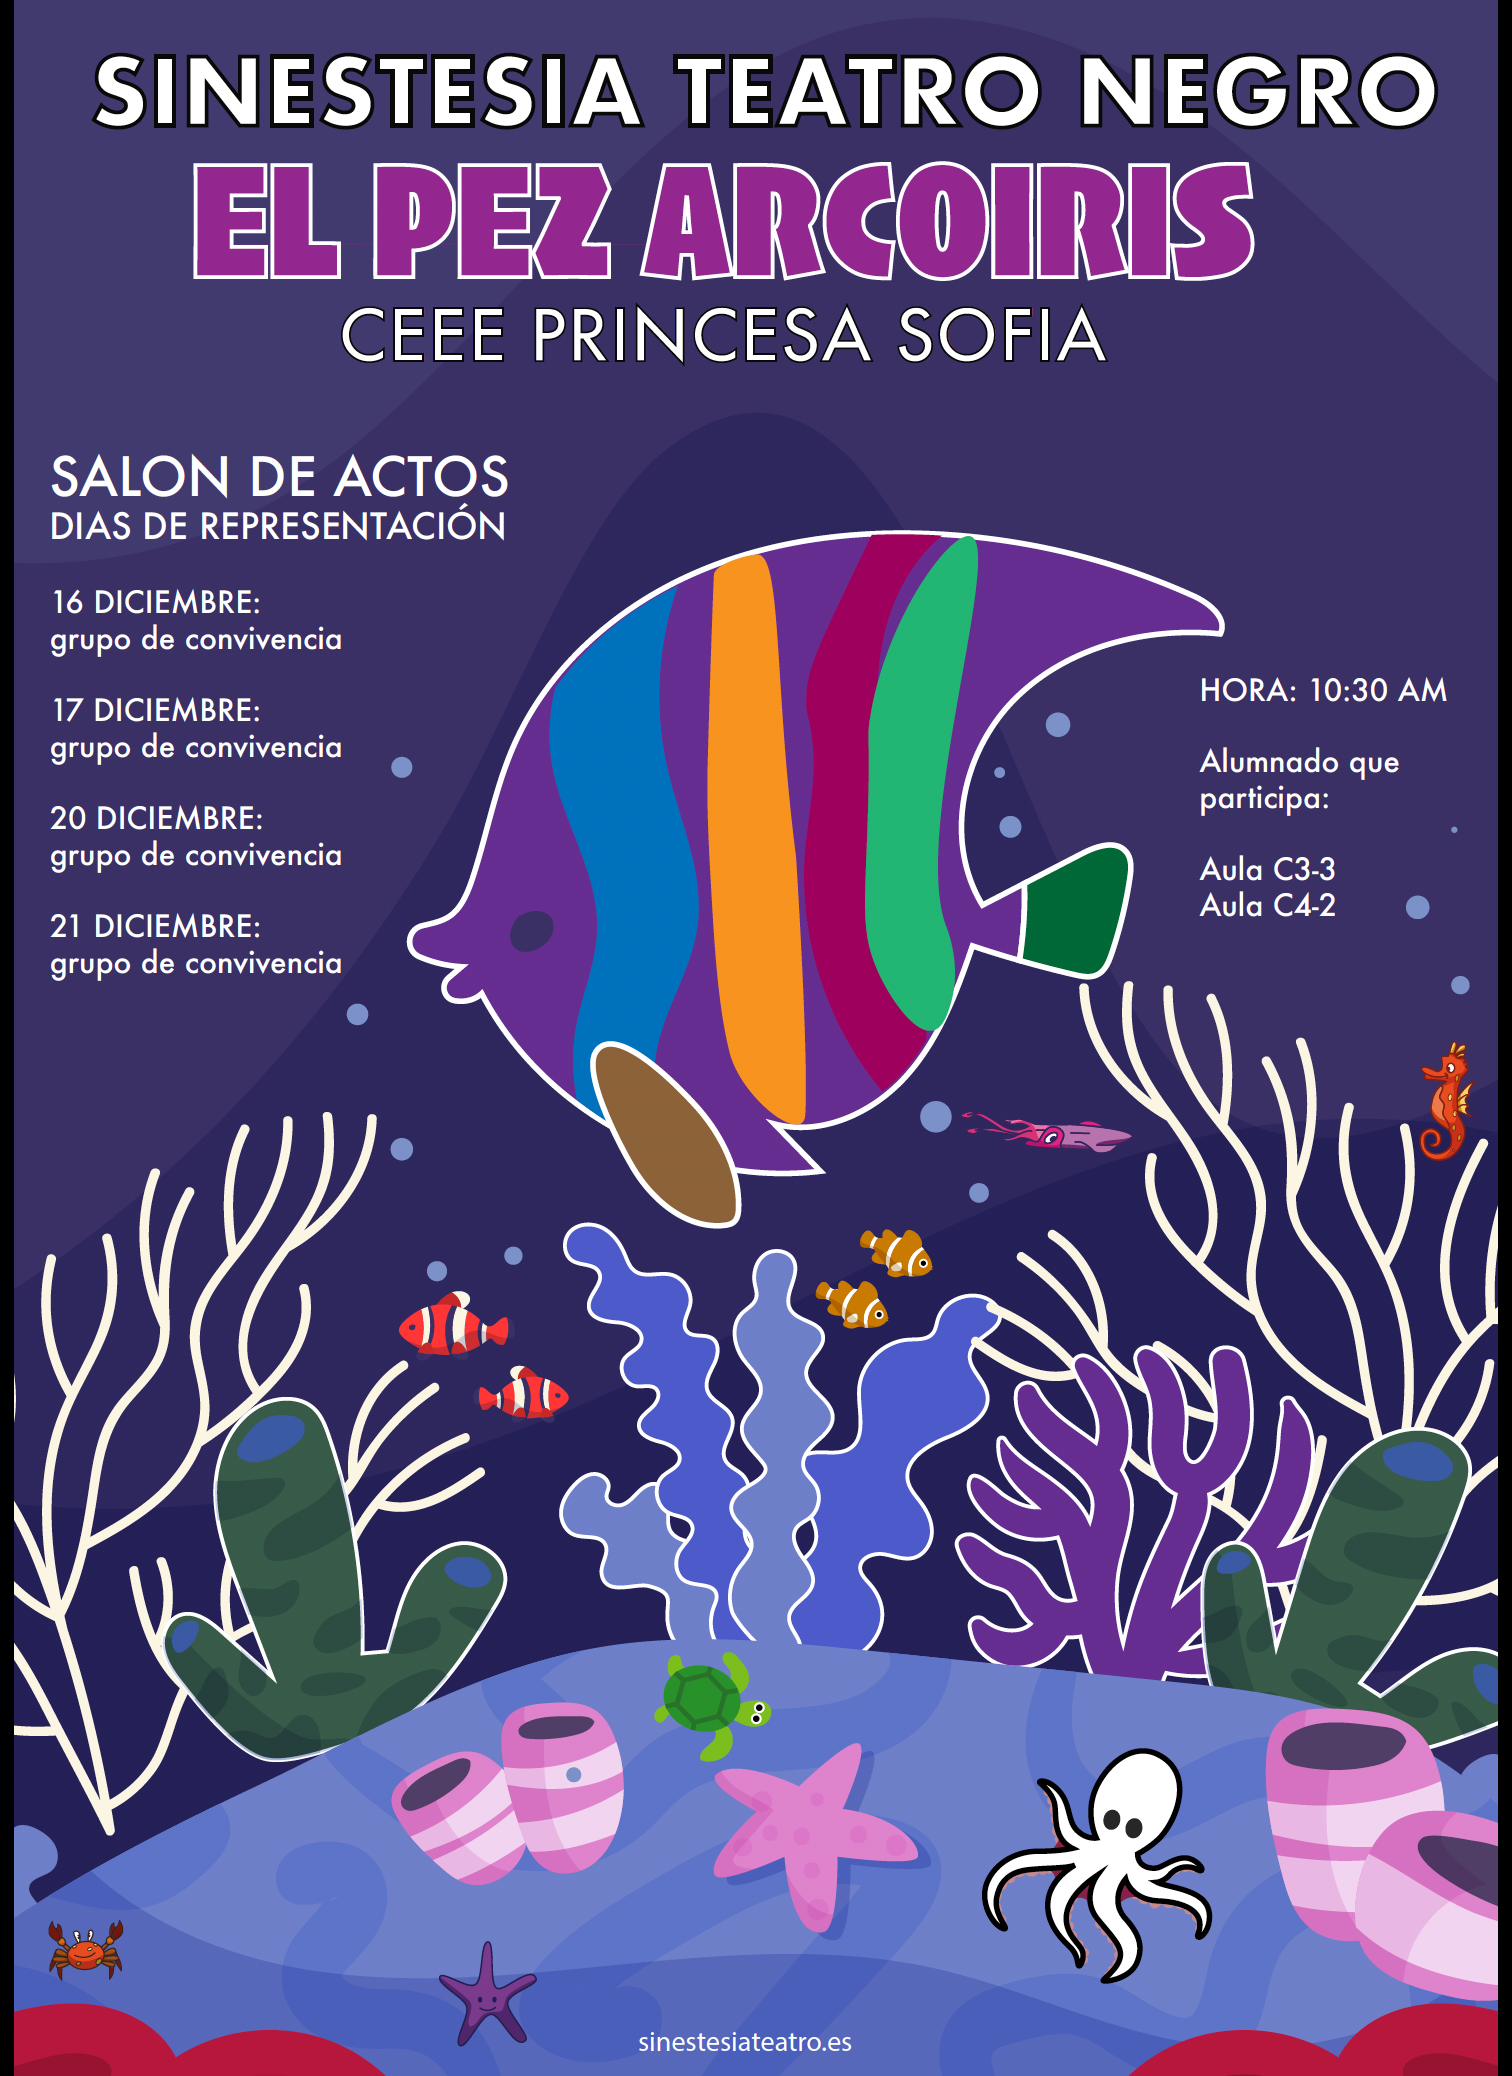 SINESTESIA TEATRO NEGRO
EL PEZ ARCOIRIS
CEEE PRINCESA SOFIA
SALON DE ACTOS
DIAS DE REPRESENTACIÓN
16 DICIEMBRE:
grupo de convivencia
17 DICIEMBRE:
grupo de convivencia
20 DICIEMBRE:
grupo de convivencia
21 DICIEMBRE:
grupo de convivencia
HORA: 10:30 AM
Alumnado que
participa:
Aula C3-3
Aula C4-2
sinestesiateatro.es